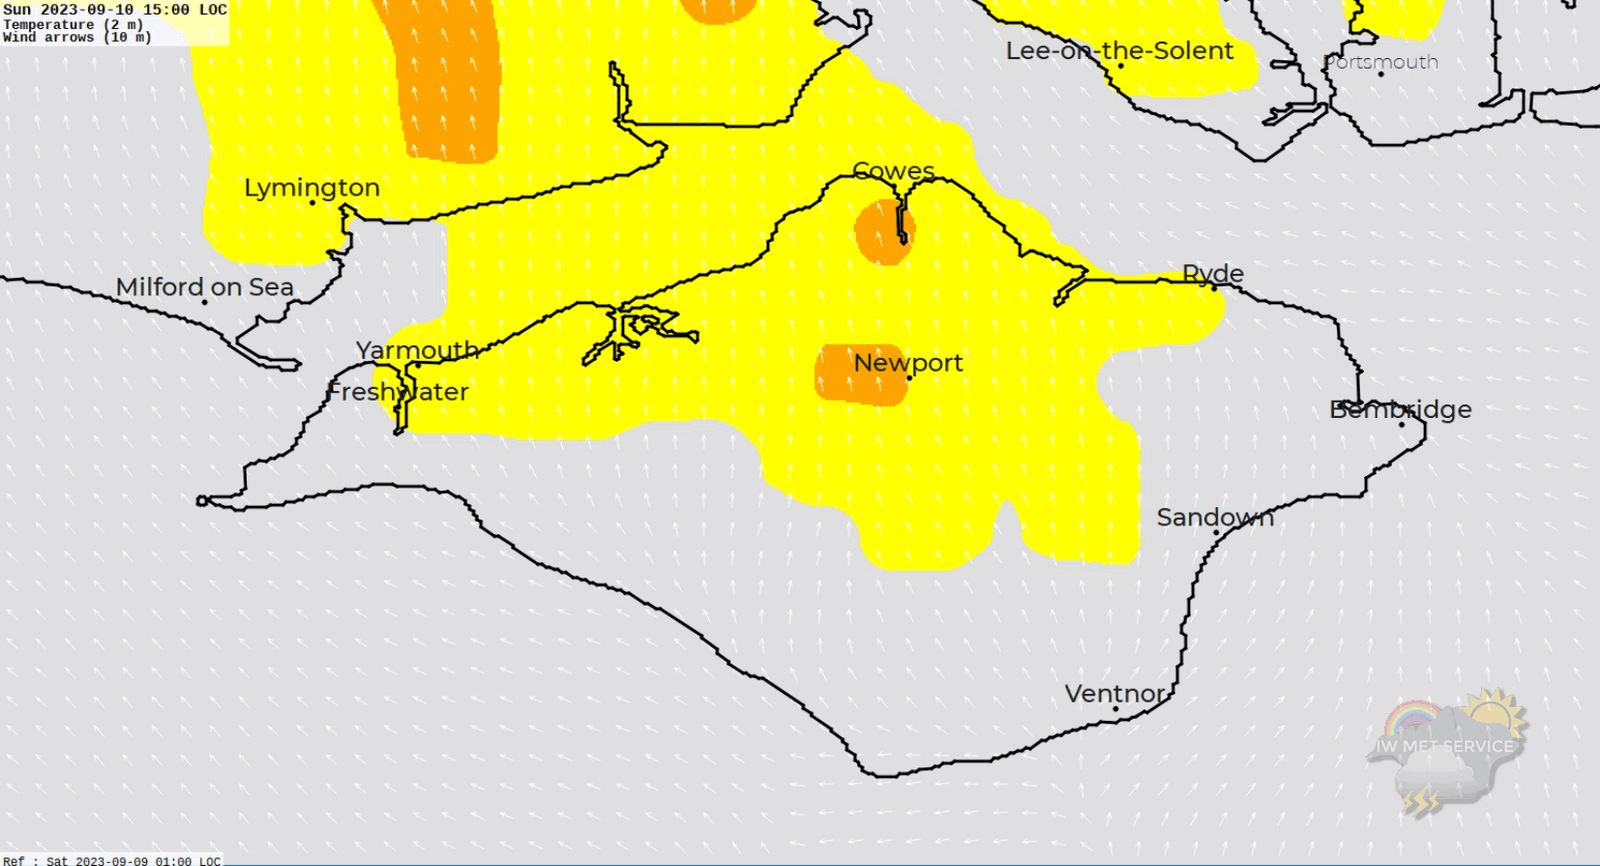 Sun 2023-09-10 15:00 LOC
Temperature (2 m)
Wind arrows (10 m)
Lee-on-the-Solent
Portsmouth
Cowes
Lymington
Ryde
Milford on Sea
Yarmouth
Newport
Freshwater
Bembridge
Sandown
Ventnor
IW MET SERVICE
Ref : Sat 2023-09-09 01:00 LOC